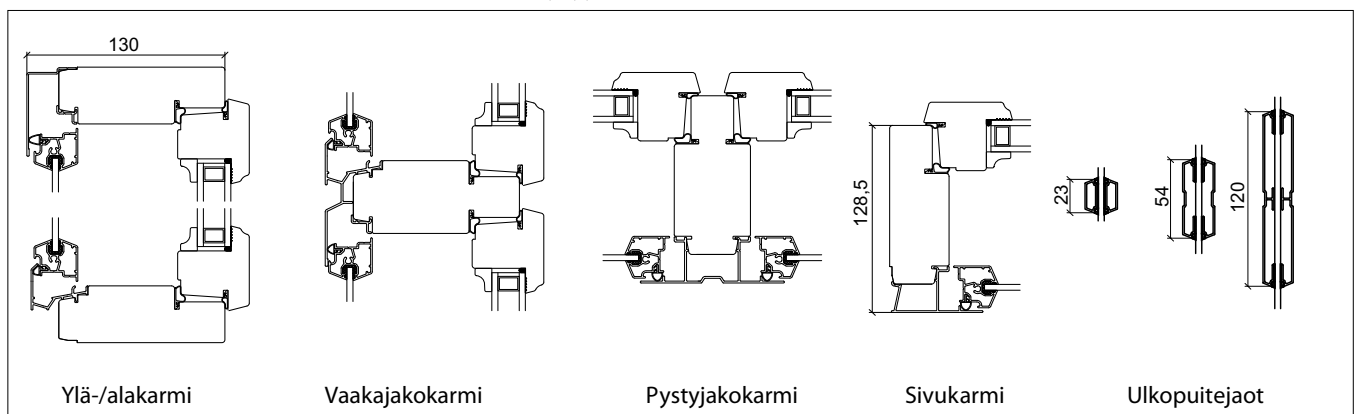 130
128,5
23
54
120
Ylä-/alakarmi
Vaakajakokarmi
Pystyjakokarmi
Sivukarmi
Ulkopuitejaot